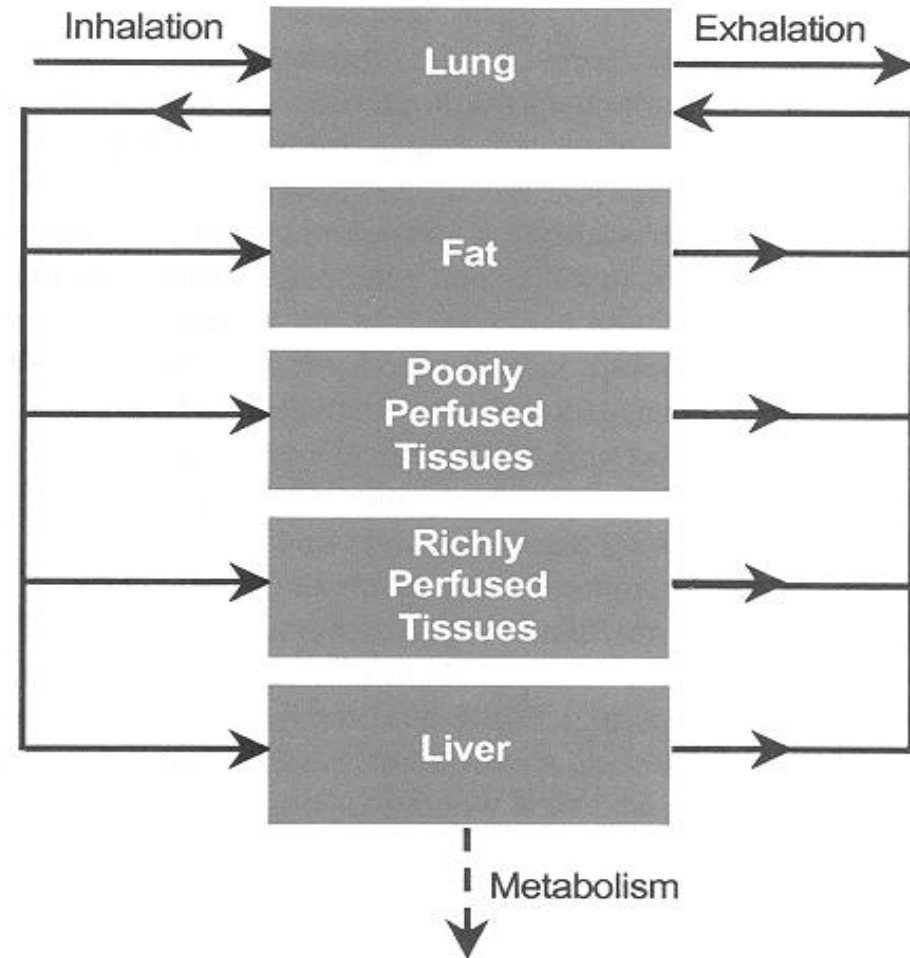 Inhalation
Exhalation
Lung
Fat
Poorly
Perfused
Tissues
Richly
Perfused
Tissues
Liver
Metabolism